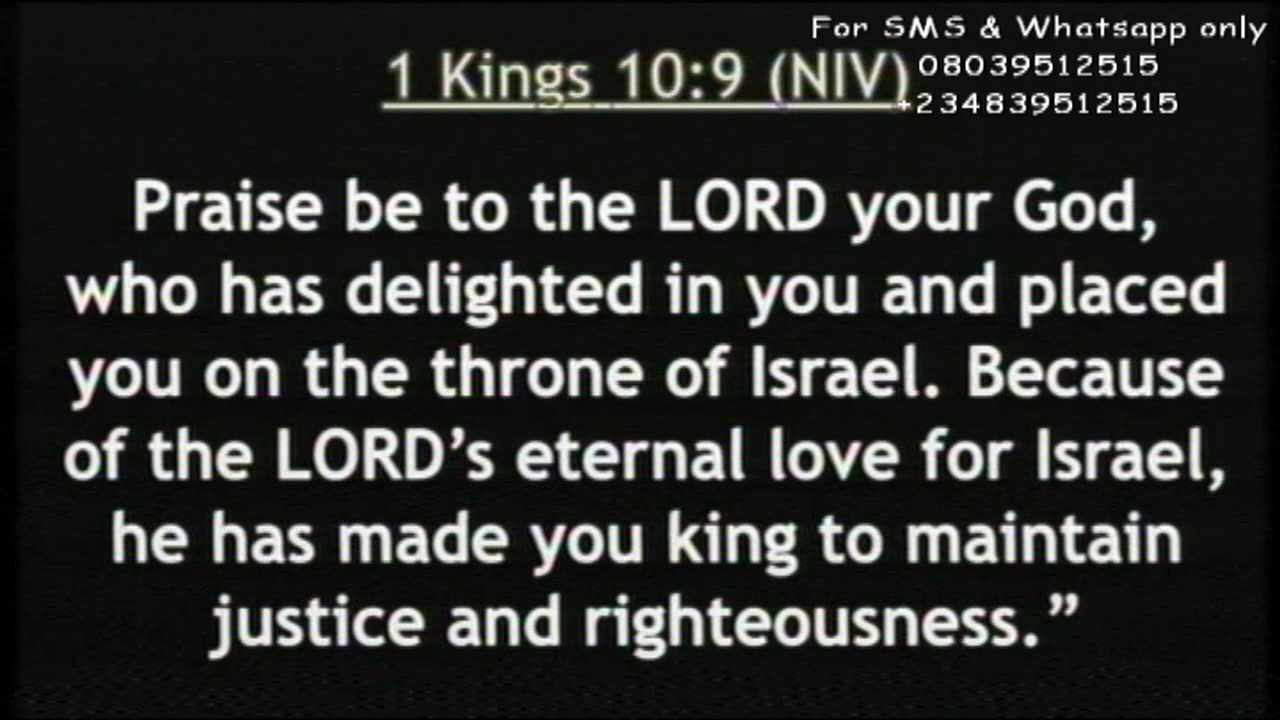 For SMS & Whatsapp only
1 Kings 10:9 (NIV)
08039512515
+234839512515
Praise be to the LORD your God,
who has delighted in you and placed
you on the throne of Israel. Because
of the LORD’s eternal love for Israel,
he has made you king to maintain
justice and righteousness.”